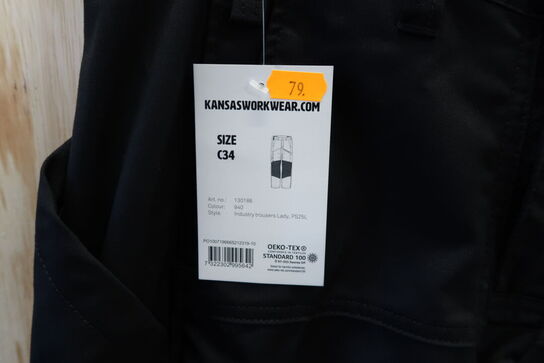 79.
KANSASWORKWEAR.COM
SIZE
C34
Art. no.: 130186
Colour: 940
Style: Industry trousers Lady, PS25L
OEKO-TEX®
STANDARD 100
7322302995642